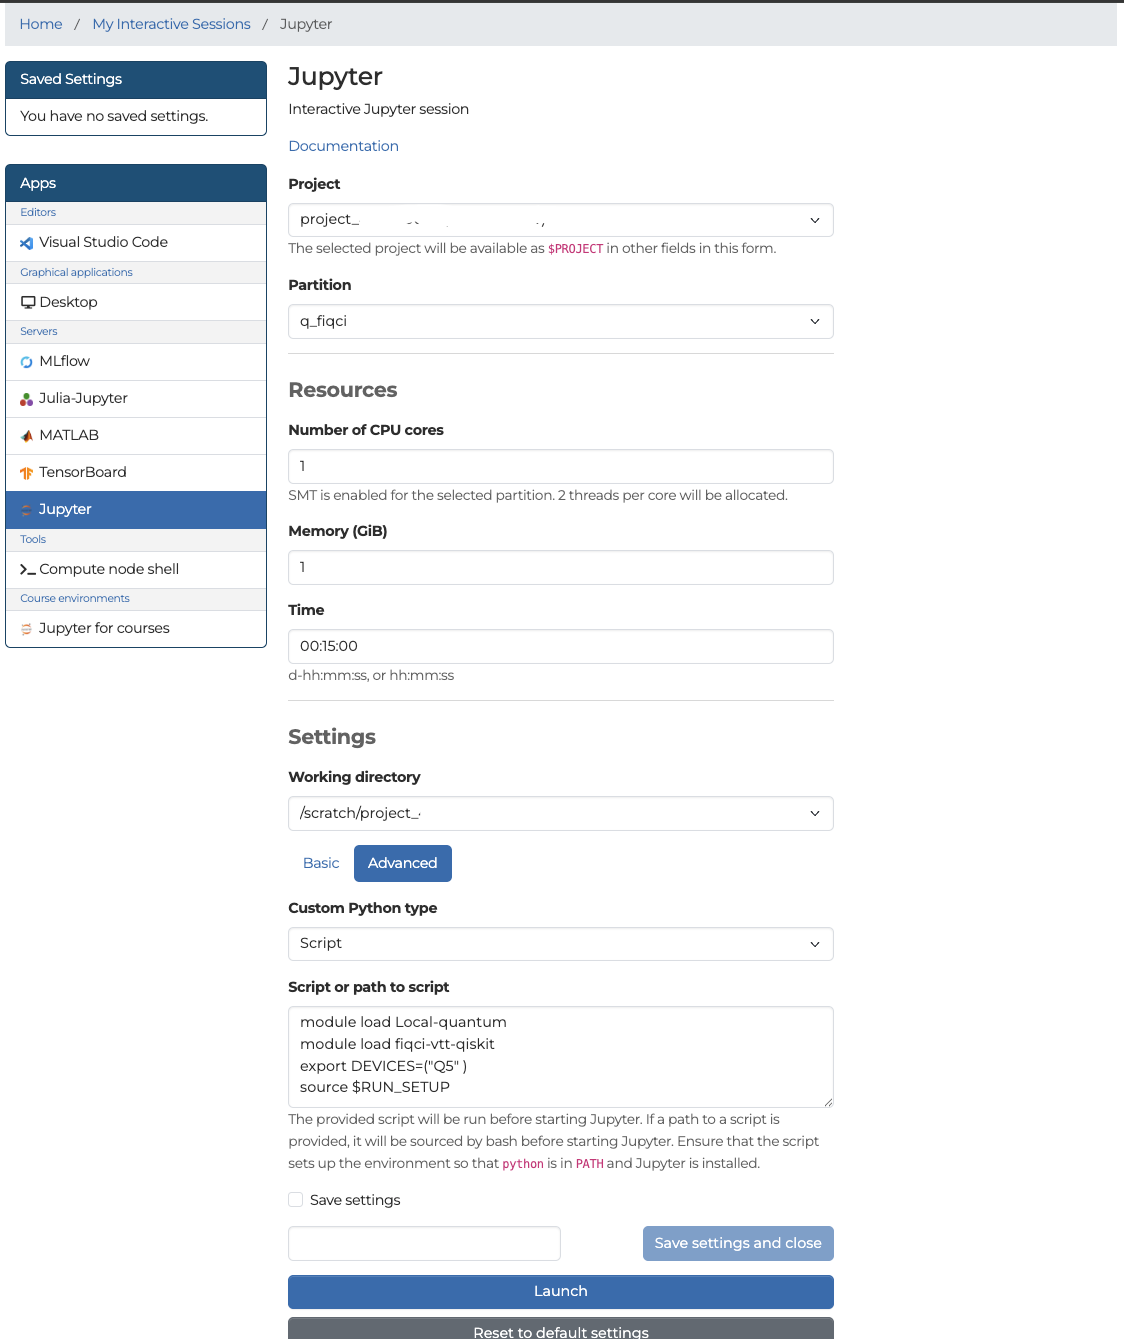 Home / My Interactive Sessions / Jupyter
Saved Settings
You have no saved settings.
Apps
Editors
Visual Studio Code
Graphical applications
Desktop
Servers
MLflow
Julia-Jupyter
MATLAB
TensorBoard
Jupyter
Tools
Compute node shell
Course environments
Jupyter for courses
Jupyter
Interactive Jupyter session
Documentation
Project
project_
The selected project will be available as $PROJECT in other fields in this form.
Partition
q_fiqci
Resources
Number of CPU cores
1
SMT is enabled for the selected partition. 2 threads per core will be allocated.
Memory (GiB)
1
Time
00:15:00
d-hh:mm:ss, or hh:mm:ss
Settings
Working directory
/scratch/project_
Basic Advanced
Custom Python type
Script
Script or path to script
module load Local-quantum
module load fiqci-vtt-qiskit
export DEVICES=("Q5" )
source $RUN_SETUP
The provided script will be run before starting Jupyter. If a path to a script is
provided, it will be sourced by bash before starting Jupyter. Ensure that the script
sets up the environment so that python is in PATH and Jupyter is installed.
Save settings
Save settings and close
Launch
Reset to default settings